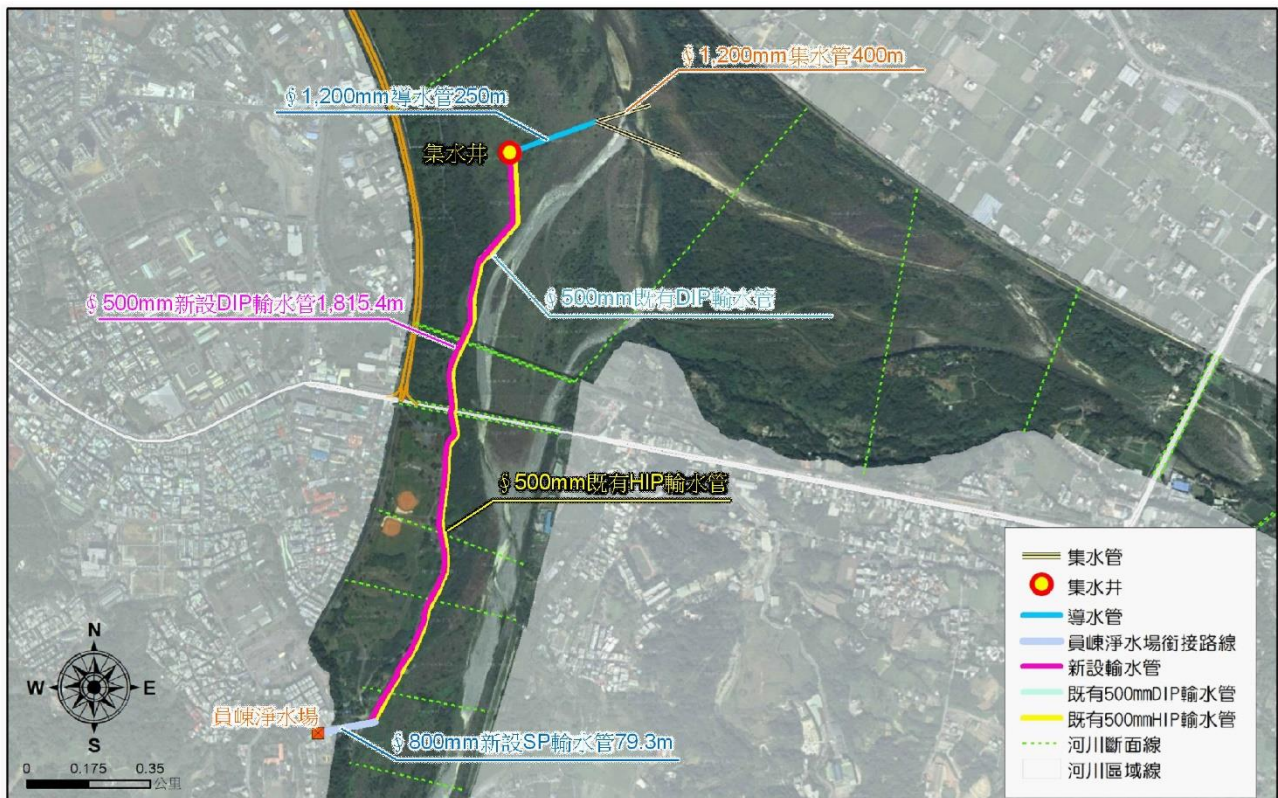 ∮1,200mm集水管400m
∮1,200mm導水管250m
集水井
∮500mm既有DIP輸水管
∮500mm新設DIP輸水管1,815.4m
∮500mm既有HIP輸水管
員崠淨水場
∮800mm新設SP輸水管79.3m
N
W
E
S
0 0.175 0.35
公里
集水管
集水井
導水管
員崠淨水場銜接路線
新設輸水管
既有500mmDIP輸水管
既有500mmHIP輸水管
河川斷面線
河川區域線